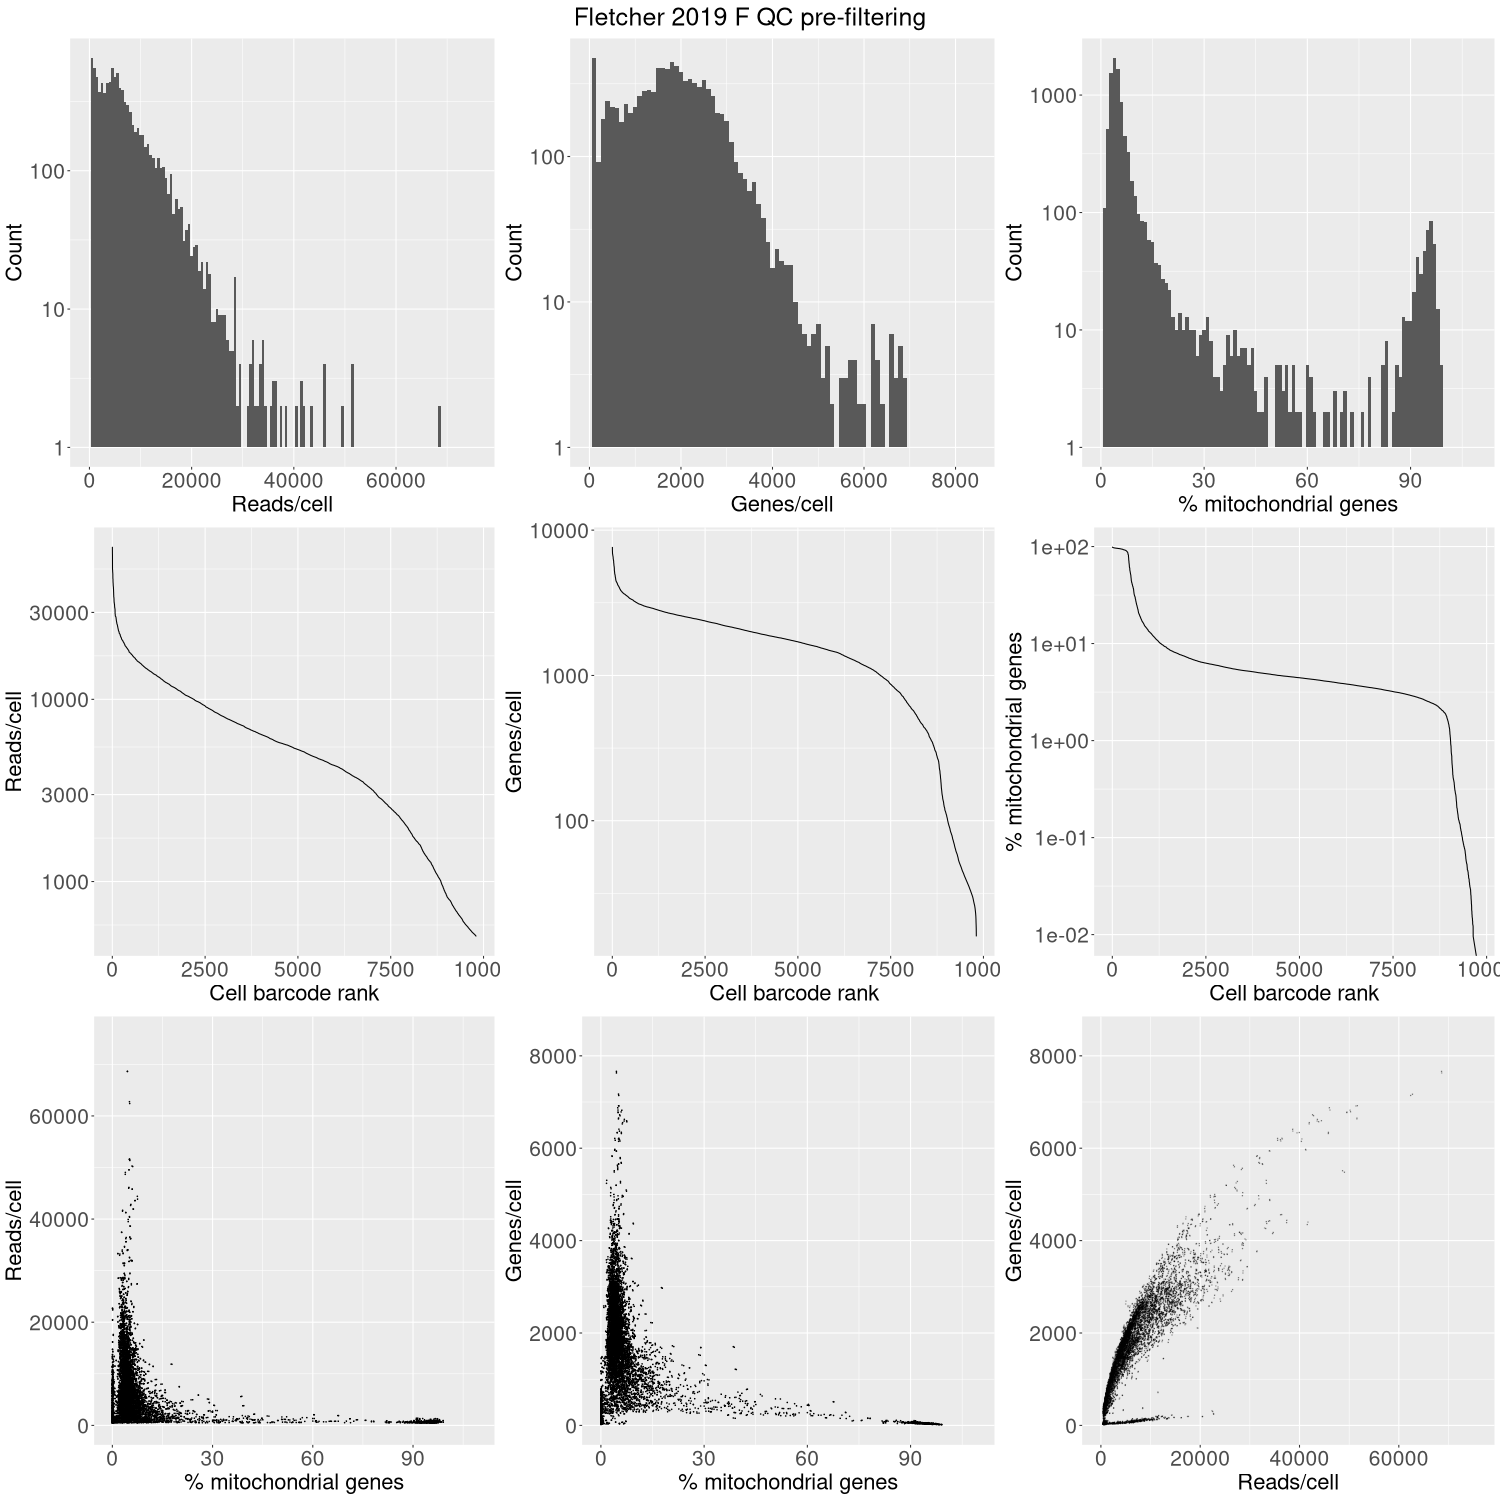 Fletcher 2019 F QC pre-filtering
Count
100
10
1
0 20000 40000 60000
Reads/cell
Count
100
10
1
0 2000 4000 6000 8000
Genes/cell
Count
1000
100
10
1
0 30 60 90
% mitochondrial genes
Reads/cell
30000
10000
3000
1000
0 2500 5000 7500 1000
Cell barcode rank
Genes/cell
10000
1000
100
0 2500 5000 7500 1000
Cell barcode rank
% mitochondrial genes
1e+02
1e+01
1e+00
1e-01
1e-02
0 2500 5000 7500 1000
Cell barcode rank
Reads/cell
60000
40000
20000
0
0 30 60 90
% mitochondrial genes
Genes/cell
8000
6000
4000
2000
0
0 30 60 90
% mitochondrial genes
Genes/cell
8000
6000
4000
2000
0
0 20000 40000 60000
Reads/cell